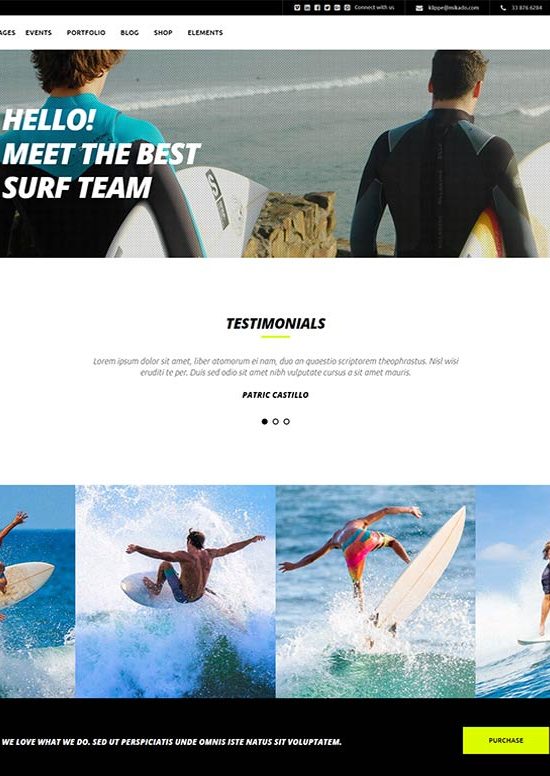 Connect with us klippe@mikado.com 33 876 6284
AGES EVENTS PORTFOLIO BLOG SHOP ELEMENTS
HELLO!
MEET THE BEST
SURF TEAM
TESTIMONIALS
Lorem ipsum dolor sit amet, liber atomorum ei nam, duo an quaestio scriptorem theophrastus. Nisl wisi
eruditi te per. Duis sed odio sit amet nibh vulputate cursus a sit amet mauris.
PATRIC CASTILLO
WE LOVE WHAT WE DO. SED UT PERSPICIATIS UNDE OMNIS ISTE NATUS SIT VOLUPTATEM.
PURCHASE